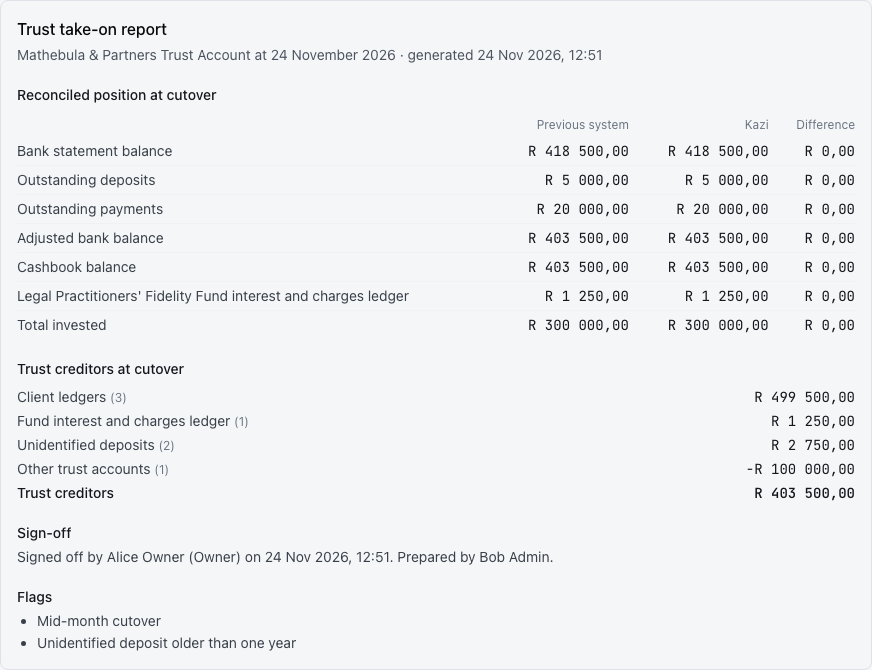 Trust take-on report
Mathebula & Partners Trust Account at 24 November 2026 · generated 24 Nov 2026, 12:51
Reconciled position at cutover
Previous system Kazi Difference
Bank statement balance R 418 500,00 R 418 500,00 R 0,00
Outstanding deposits R 5 000,00 R 5 000,00 R 0,00
Outstanding payments R 20 000,00 R 20 000,00 R 0,00
Adjusted bank balance R 403 500,00 R 403 500,00 R 0,00
Cashbook balance R 403 500,00 R 403 500,00 R 0,00
Legal Practitioners' Fidelity Fund interest and charges ledger R 1 250,00 R 1 250,00 R 0,00
Total invested R 300 000,00 R 300 000,00 R 0,00
Trust creditors at cutover
Client ledgers (3) R 499 500,00
Fund interest and charges ledger (1) R 1 250,00
Unidentified deposits (2) R 2 750,00
Other trust accounts (1) -R 100 000,00
Trust creditors R 403 500,00
Sign-off
Signed off by Alice Owner (Owner) on 24 Nov 2026, 12:51. Prepared by Bob Admin.
Flags
• Mid-month cutover
• Unidentified deposit older than one year